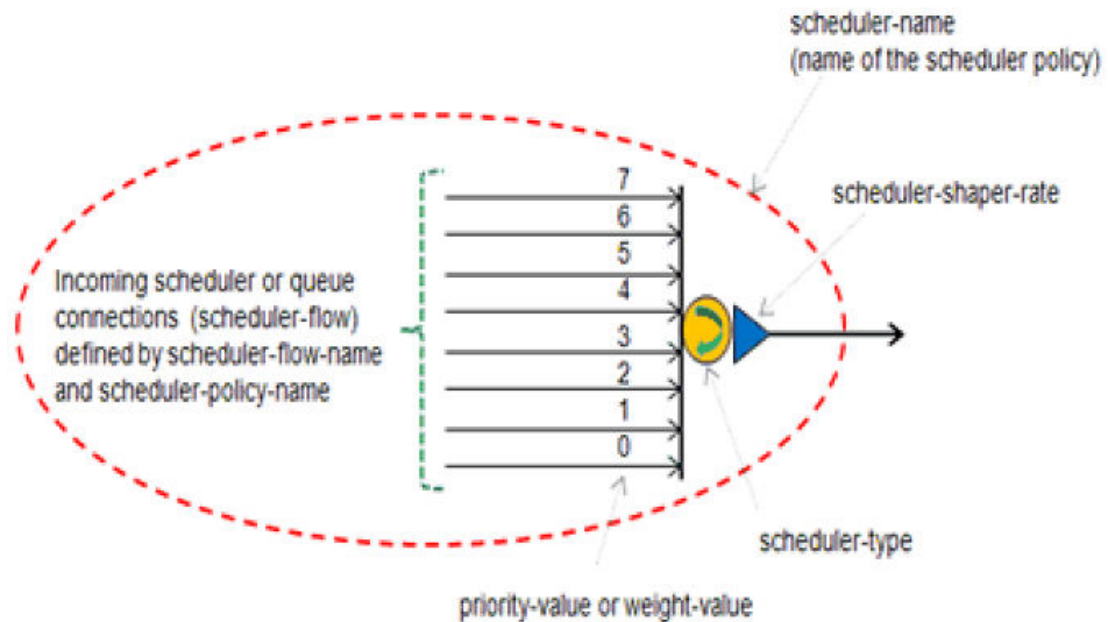 scheduler-name
(name of the scheduler policy)
scheduler-shaper-rate
7
6
5
4
3
2
1
0
Incoming scheduler or queue
connections (scheduler-flow)
defined by scheduler-flow-name
and scheduler-policy-name
scheduler-type
priority-value or weight-value